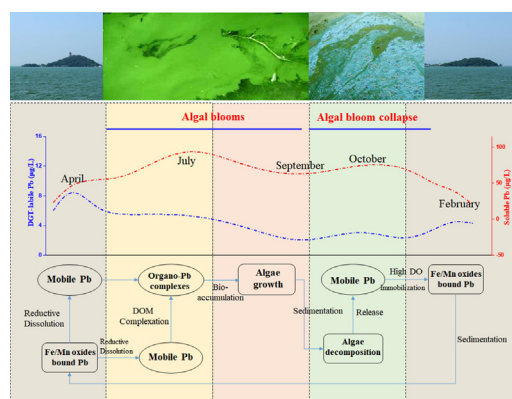 Algal blooms
Algal bloom collapse
DGT-labile Pb (μg/L)
16
12
8
4
0
April
July
September
October
February
100
50
0
-50
Soluble Pb (μg/L)
Mobile Pb
Organo-Pb
complexes
Bio-
accumulation
Algae
growth
Mobile Pb
High DO
Immobilization
Fe/Mn oxides
bound Pb
Reductive
Dissolution
DOM
Complexation
Sedimentation
Release
Sedimentation
Fe/Mn oxides
bound Pb
Reductive
Dissolution
Mobile Pb
Algae
decomposition